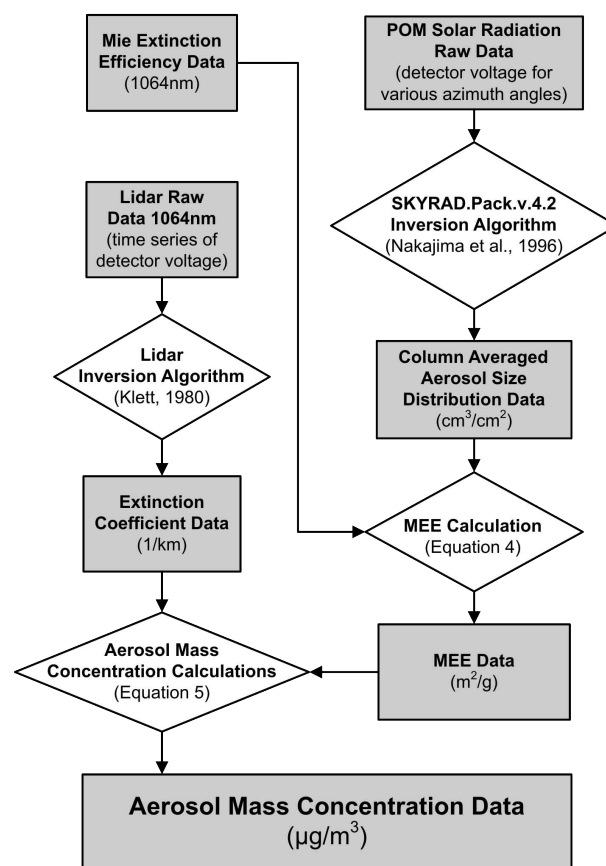 Mie Extinction
Efficiency Data
(1064nm)
POM Solar Radiation
Raw Data
(detector voltage for
various azimuth angles)
Lidar Raw
Data 1064nm
(time series of
detector voltage)
SKYRAD.Pack.v.4.2
Inversion Algorithm
(Nakajima et al., 1996)
Lidar
Inversion Algorithm
(Klett, 1980)
Column Averaged
Aerosol Size
Distribution Data
(cm³/cm²)
Extinction
Coefficient Data
(1/km)
MEE Calculation
(Equation 4)
Aerosol Mass
Concentration Calculations
(Equation 5)
MEE Data
(m²/g)
Aerosol Mass Concentration Data
(µg/m³)